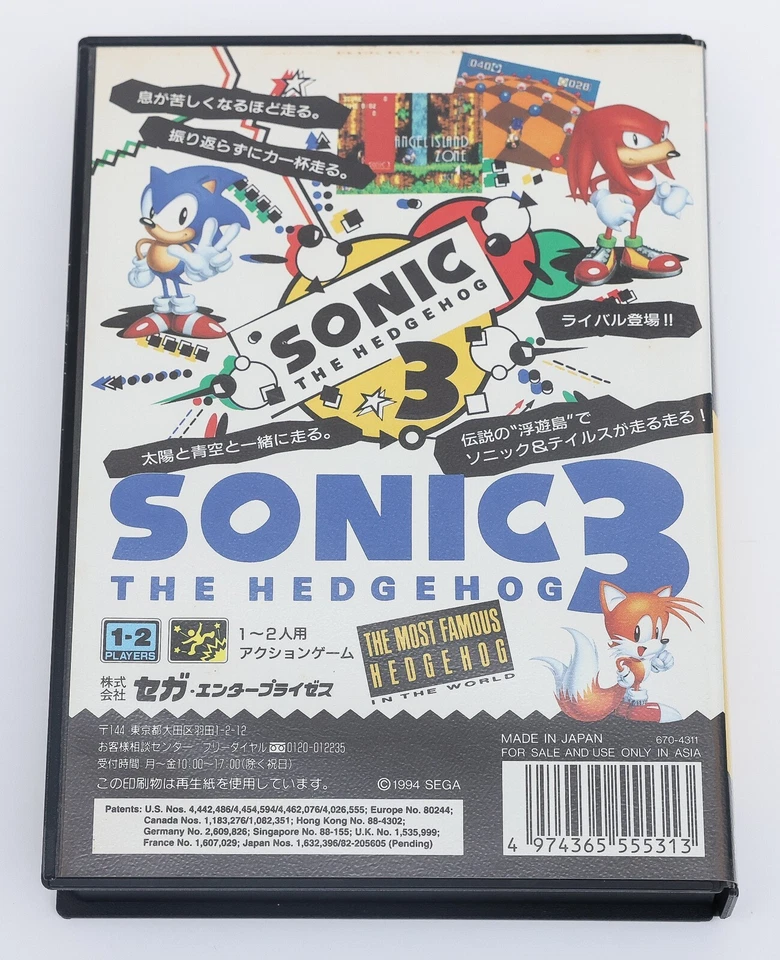 息が苦しくなるほど走る。
振り返らずに力一杯走る。
ANGEL ISLAND
ZONE
SONIC
THE HEDGEHOG
3
ライバル登場!!
太陽と青空と一緒に走る。
伝説の"浮遊島"で
ソニック&テイルスが走る走る!
SONIC 3
THE HEDGEHOG
1-2
PLAYERS
1〜2人用
アクションゲーム
THE MOST FAMOUS
HEDGEHOG
IN THE WORLD
株式会社 セガ・エンタープライゼス
〒144 東京都大田区羽田1-2-12
お客様相談センター フリーダイヤル 0120-012235
受付時間 月〜金10:00〜17:00(除く祝日)
この印刷物は再生紙を使用しています。
©1994 SEGA
Patents: U.S. Nos. 4,442,486/4,454,594/4,462,076/4,026,555; Europe No. 80244;
Canada Nos. 1,183,276/1,082,351; Hong Kong No. 88-4302;
Germany No. 2,609,826; Singapore No. 88-155; U.K. No. 1,535,999;
France No. 1,607,029; Japan Nos. 1,632,396/82-205605 (Pending)
MADE IN JAPAN 670-4311
FOR SALE AND USE ONLY IN ASIA
4 974365 555313